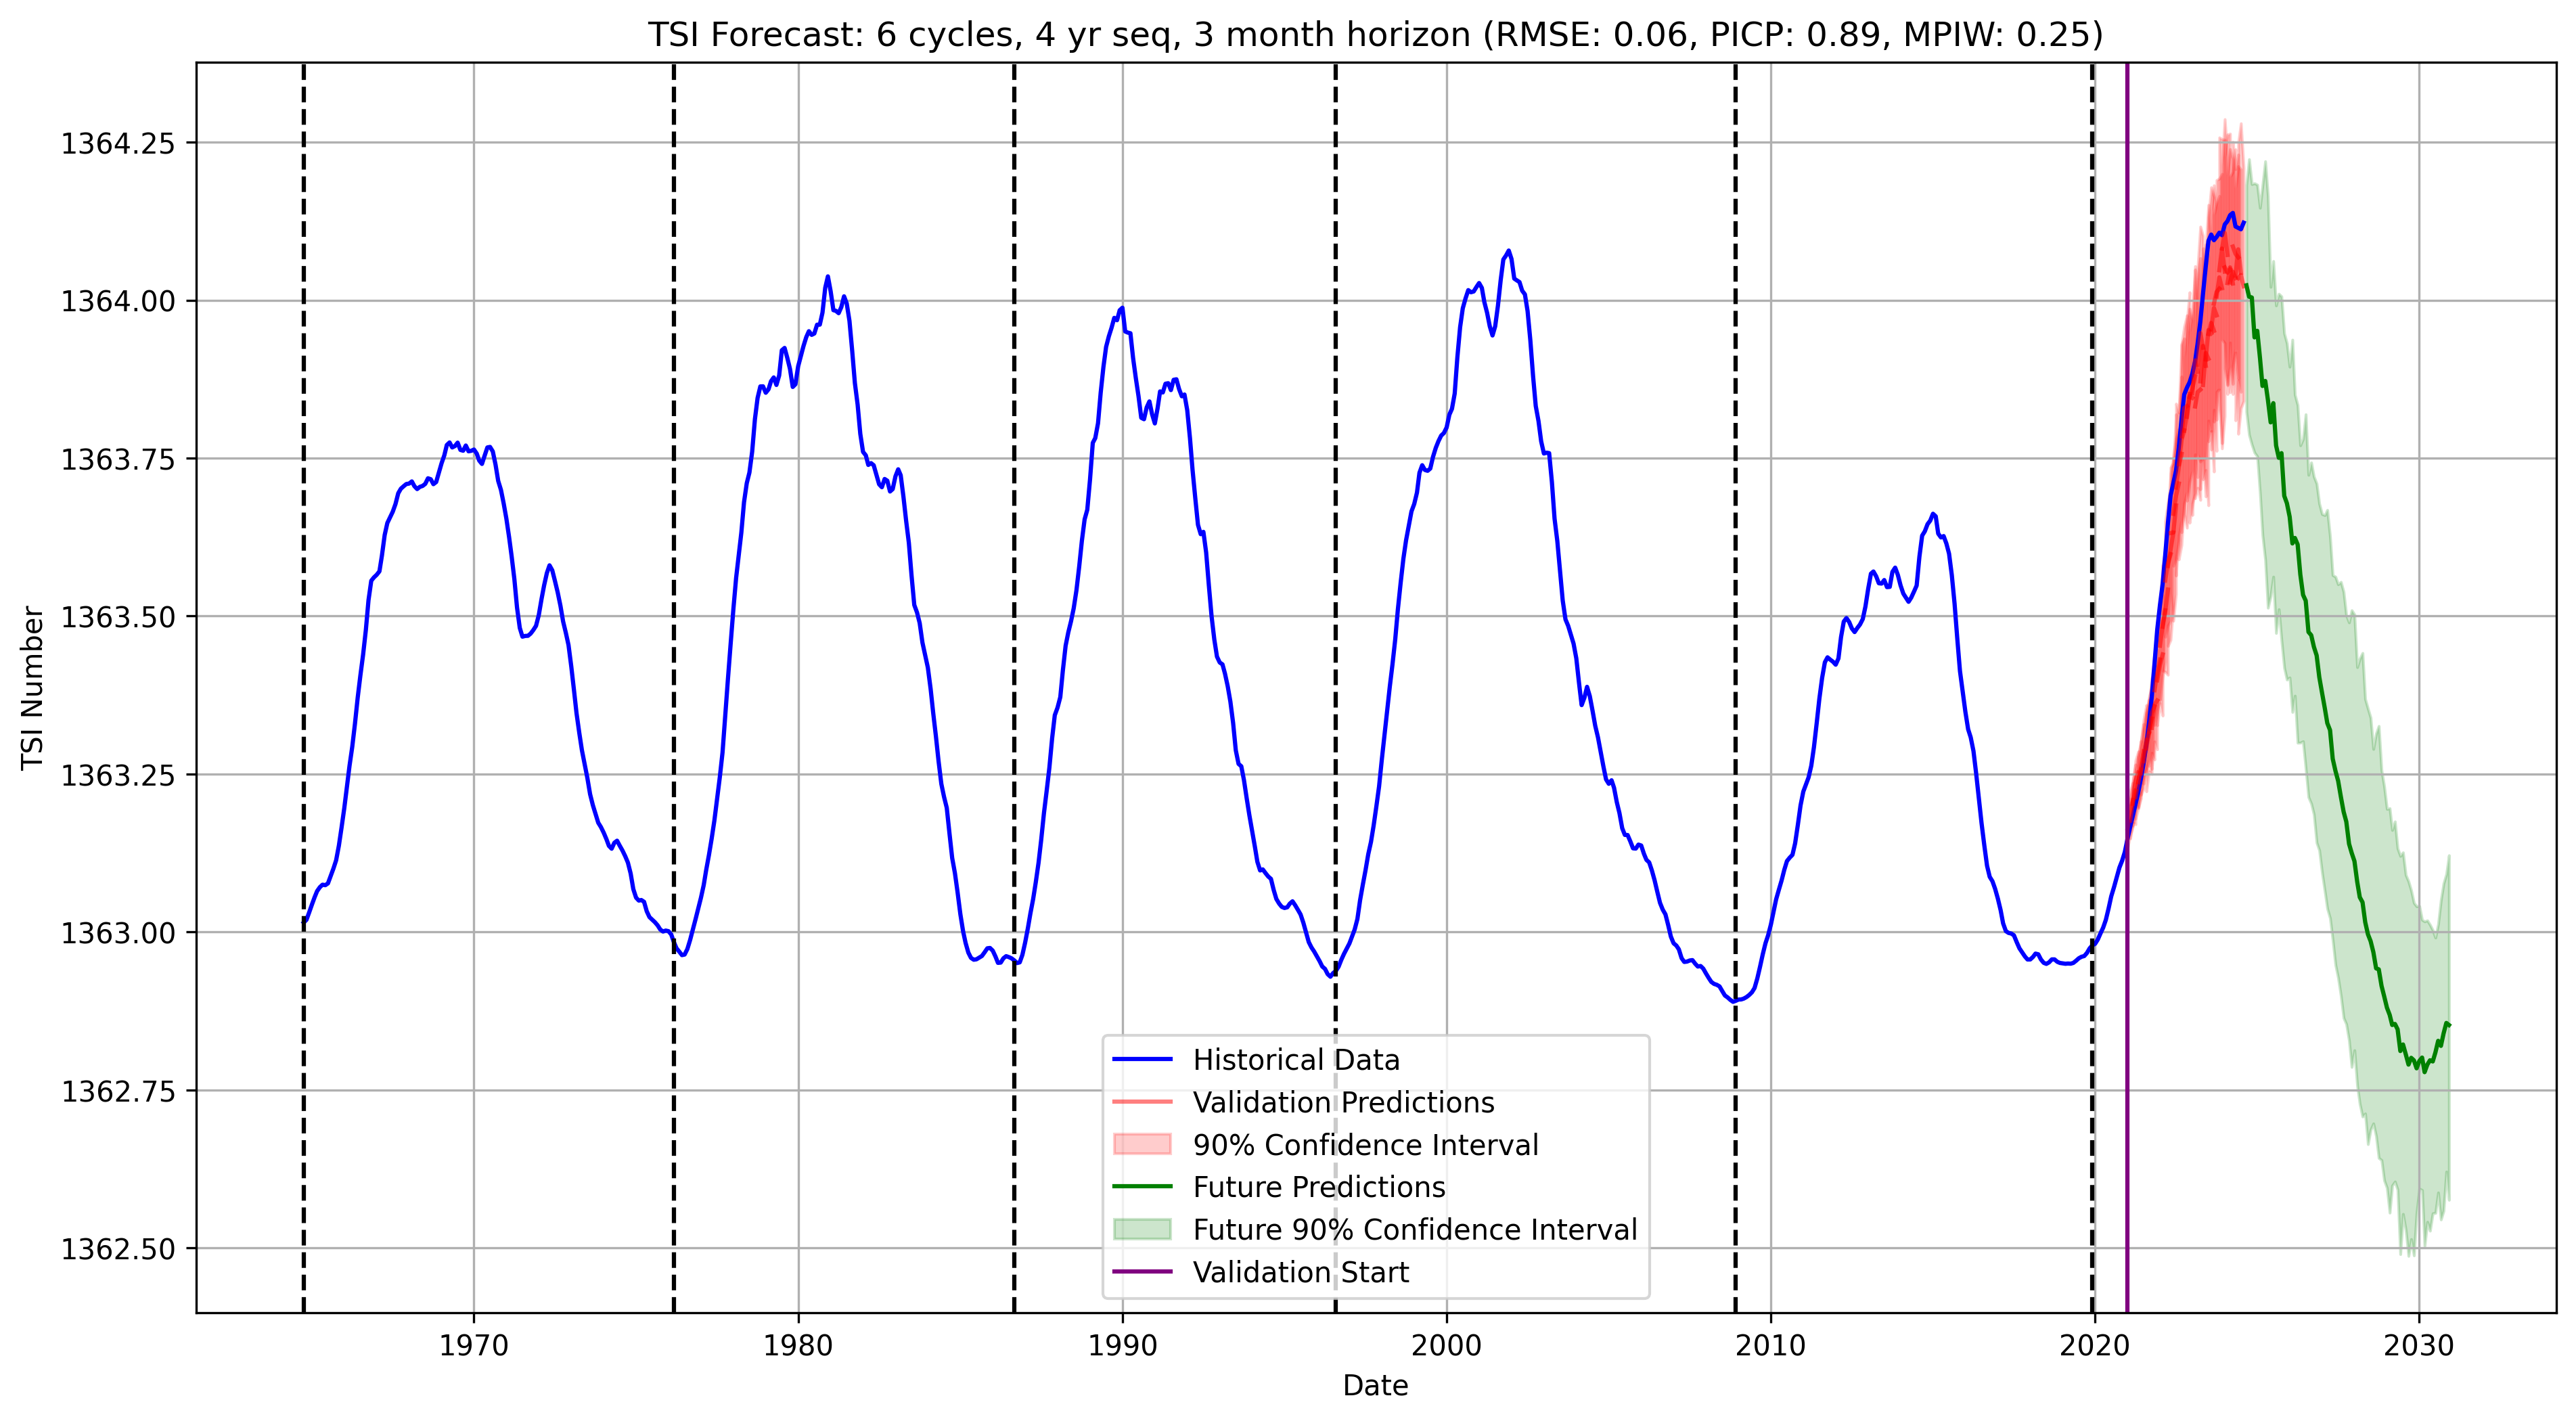 TSI Forecast: 6 cycles, 4 yr seq, 3 month horizon (RMSE: 0.06, PICP: 0.89, MPIW: 0.25)
TSI Number
1364.25
1364.00
1363.75
1363.50
1363.25
1363.00
1362.75
1362.50
Historical Data
Validation Predictions
90% Confidence Interval
Future Predictions
Future 90% Confidence Interval
Validation Start
1970 1980 1990 2000 2010 2020 2030
Date